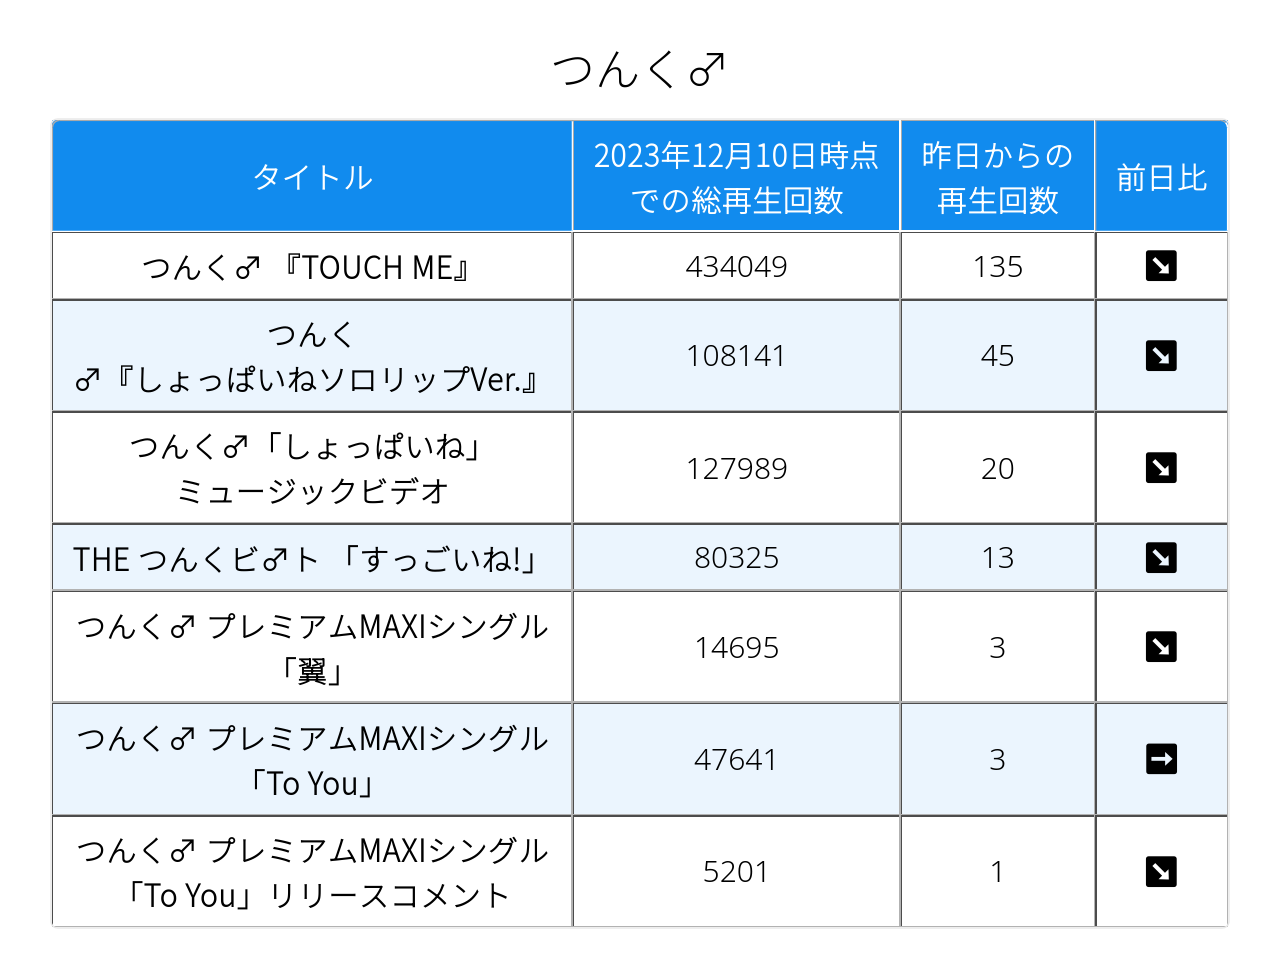 つんく♂
タイトル
2023年12月10日時点
での総再生回数
昨日からの
再生回数
前日比
つんく♂ 『TOUCH ME』
434049
135
↘
つんく
♂『しょっぱいねソロリップVer.』
108141
45
↘
つんく♂「しょっぱいね」
ミュージックビデオ
127989
20
↘
THE つんくビ♂ト 「すっごいね!」
80325
13
↘
つんく♂ プレミアムMAXIシングル
「翼」
14695
3
↘
つんく♂ プレミアムMAXIシングル
「To You」
47641
3
➡
つんく♂ プレミアムMAXIシングル
「To You」リリースコメント
5201
1
↘